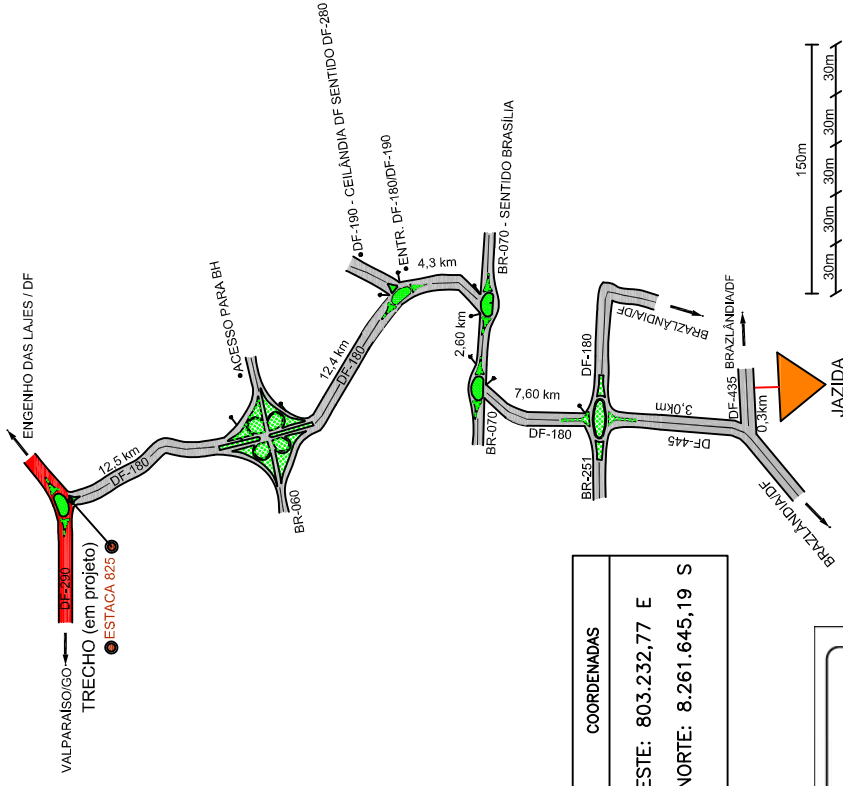 ENGENHO DAS LAJES / DF
DF-190 - CEILÂNDIA DF SENTIDO DF-280
ENTR. DF-180/DF-190
ACESSO PARA BH
4,3 km
BR-070 - SENTIDO BRASÍLIA
150m
30m
30m
30m
30m
30m
12,4 km
DF-180
12,5 km
DF-180
BR-060
2,60 km
BR-070
7,60 km
DF-180
DF-180
BRAZLÂNDIA/DF
BR-251
3,0km
DF-445
DF-435
BRAZLÂNDIA/DF
0,3km
JAZIDA
BRAZLÂNDIA/DF
DF-290
VALPARAÍSO/GO
TRECHO (em projeto)
ESTACA 825
COORDENADAS
ESTE: 803.232,77 E
NORTE: 8.261.645,19 S